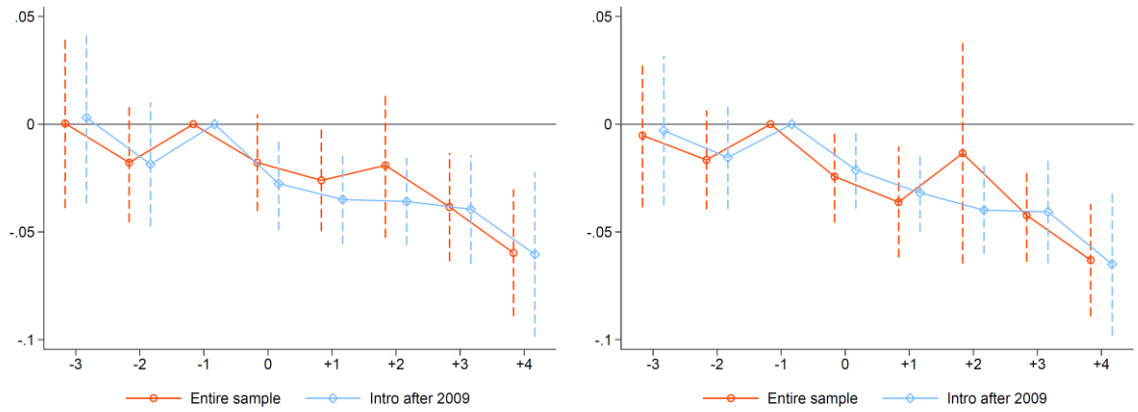 .05
0
-.05
-.1
-3 -2 -1 0 +1 +2 +3 +4
Entire sample Intro after 2009
.05
0
-.05
-.1
-3 -2 -1 0 +1 +2 +3 +4
Entire sample Intro after 2009